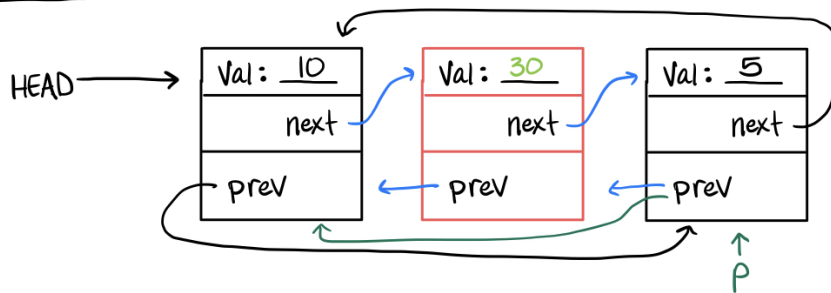 HEAD
Val: 10
next
prev
Val: 30
next
prev
Val: 5
next
prev
P